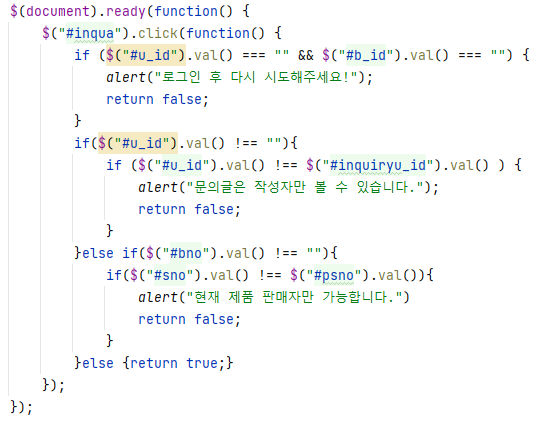 $(document).ready(function() {
    $("#inqua").click(function() {
        if ($("#u_id").val() === "" && $("#b_id").val() === "") {
            alert("로그인 후 다시 시도해주세요!");
            return false;
        }
        if($("#u_id").val() !== ""){
            if ($("#u_id").val() !== $("#inquiryu_id").val() ) {
                alert("문의글은 작성자만 볼 수 있습니다.");
                return false;
            }
        }else if($("#bno").val() !== ""){
            if($("#sno").val() !== $("#psno").val()){
                alert("현재 제품 판매자만 가능합니다.")
                return false;
            }
        }else {return true;}
    });
});